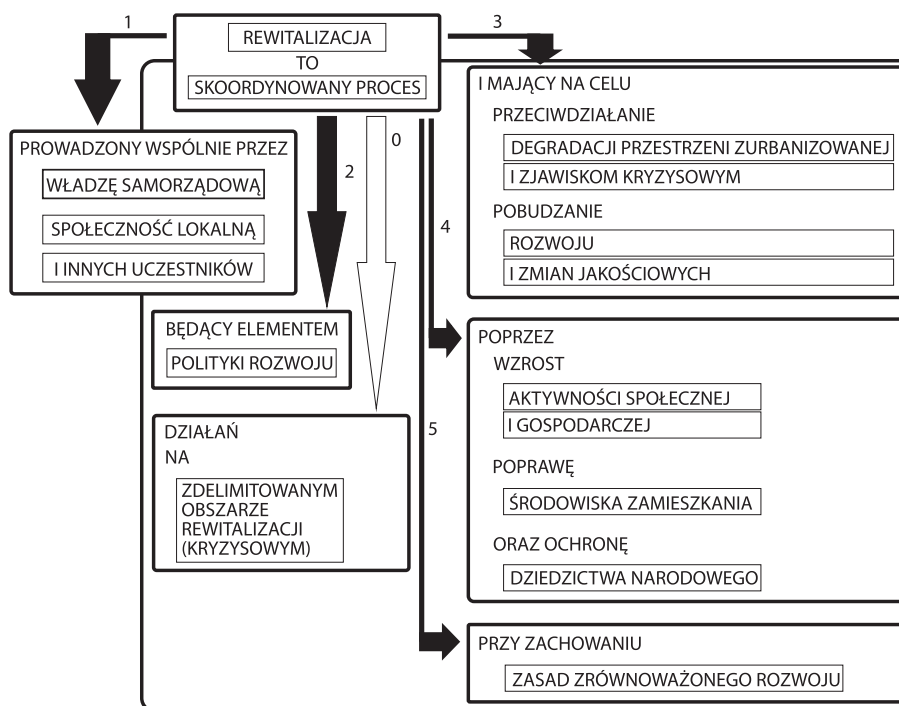 1
REWITALIZACJA
TO
SKOORDYNOWANY PROCES
3
PROWADZONY WSPÓLNIE PRZEZ
WŁADZĘ SAMORZĄDOWĄ
SPOŁECZNOŚĆ LOKALNĄ
I INNYCH UCZESTNIKÓW
2
0
4
5
BĘDĄCY ELEMENTEM
POLITYKI ROZWOJU
DZIAŁAŃ
NA
ZDELIMITOWANYM
OBSZARZE
REWITALIZACJI
(KRYZYSOWYM)
I MAJĄCY NA CELU
PRZECIWDZIAŁANIE
DEGRADACJI PRZESTRZENI ZURBANIZOWANEJ
I ZJAWISKOM KRYZYSOWYM
POBUDZANIE
ROZWOJU
I ZMIAN JAKOŚCIOWYCH
POPRZEZ
WZROST
AKTYWNOŚCI SPOŁECZNEJ
I GOSPODARCZEJ
POPRAWĘ
ŚRODOWISKA ZAMIESZKANIA
ORAZ OCHRONĘ
DZIEDZICTWA NARODOWEGO
PRZY ZACHOWANIU
ZASAD ZRÓWNOWAŻONEGO ROZWOJU